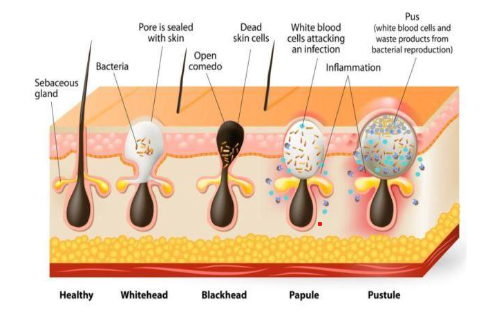 Pore is sealed
with skin
Dead
skin cells
White blood
cells attacking
an infection
Pus
(white blood cells and
waste products from
bacterial reproduction)
Sebaceous
gland
Bacteria
Open
comedo
Inflammation
Healthy
Whitehead
Blackhead
Papule
Pustule